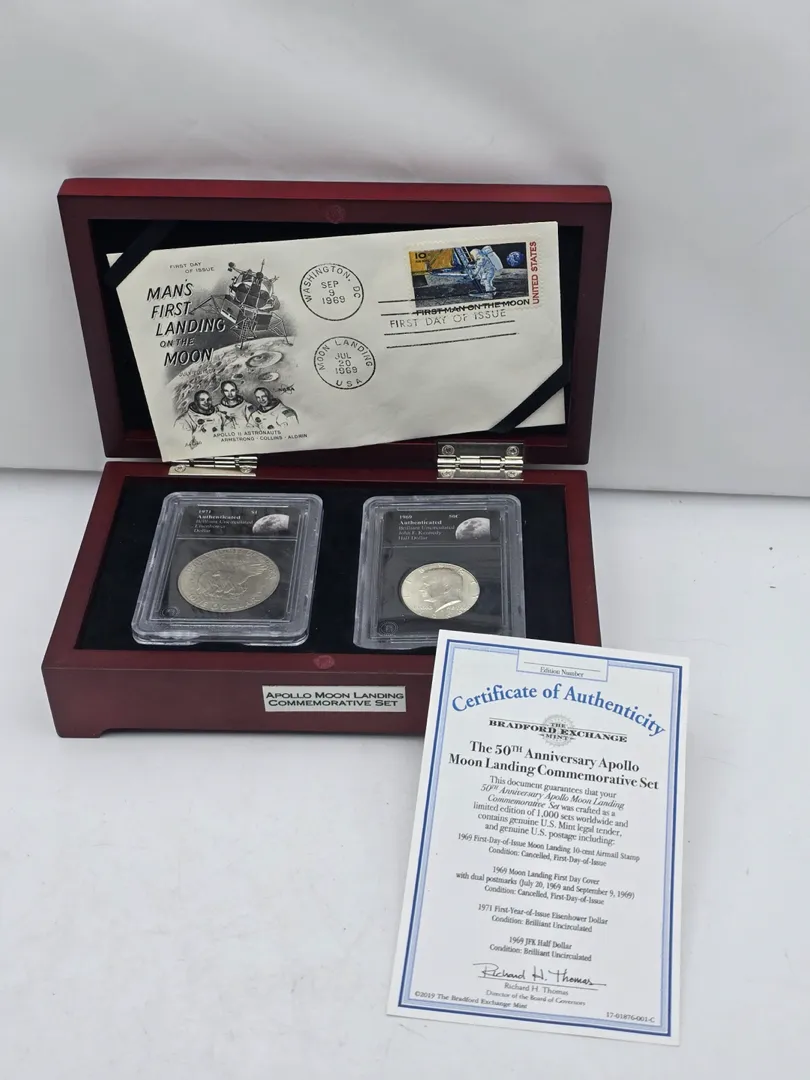 FIRST DAY
OF ISSUE
MAN'S
FIRST
LANDING
ON THE
MOON
NASA
APOLLO 11 ASTRONAUTS
ARMSTRONG · COLLINS · ALDRIN
WASHINGTON, DC
SEP
9
1969
MOON LANDING
JUL
20
1969
USA
10
UNITED STATES
FIRST MAN ON THE MOON
FIRST DAY OF ISSUE
1971 $1
Authenticated
Brilliant Uncirculated
Eisenhower
Dollar
1969 50¢
Authenticated
Brilliant Uncirculated
John F. Kennedy
Half Dollar
APOLLO MOON LANDING
COMMEMORATIVE SET
Edition Number
Certificate of Authenticity
THE
BRADFORD EXCHANGE
MINT
The 50TH Anniversary Apollo
Moon Landing Commemorative Set
This document guarantees that your
50TH Anniversary Apollo Moon Landing
Commemorative Set was crafted as a
limited edition of 1,000 sets worldwide and
contains genuine U.S. Mint legal tender,
and genuine U.S. postage including:
1969 First-Day-of-Issue Moon Landing 10-cent Airmail Stamp
Condition: Cancelled, First-Day-of-Issue
1969 Moon Landing First Day Cover
with dual postmarks (July 20, 1969 and September 9, 1969)
Condition: Cancelled, First-Day-of-Issue
1971 First-Year-of-Issue Eisenhower Dollar
Condition: Brilliant Uncirculated
1969 JFK Half Dollar
Condition: Brilliant Uncirculated
Richard H. Thomas
Richard H. Thomas
Director of the Board of Governors
©2019 The Bradford Exchange Mint
17-01876-001-C